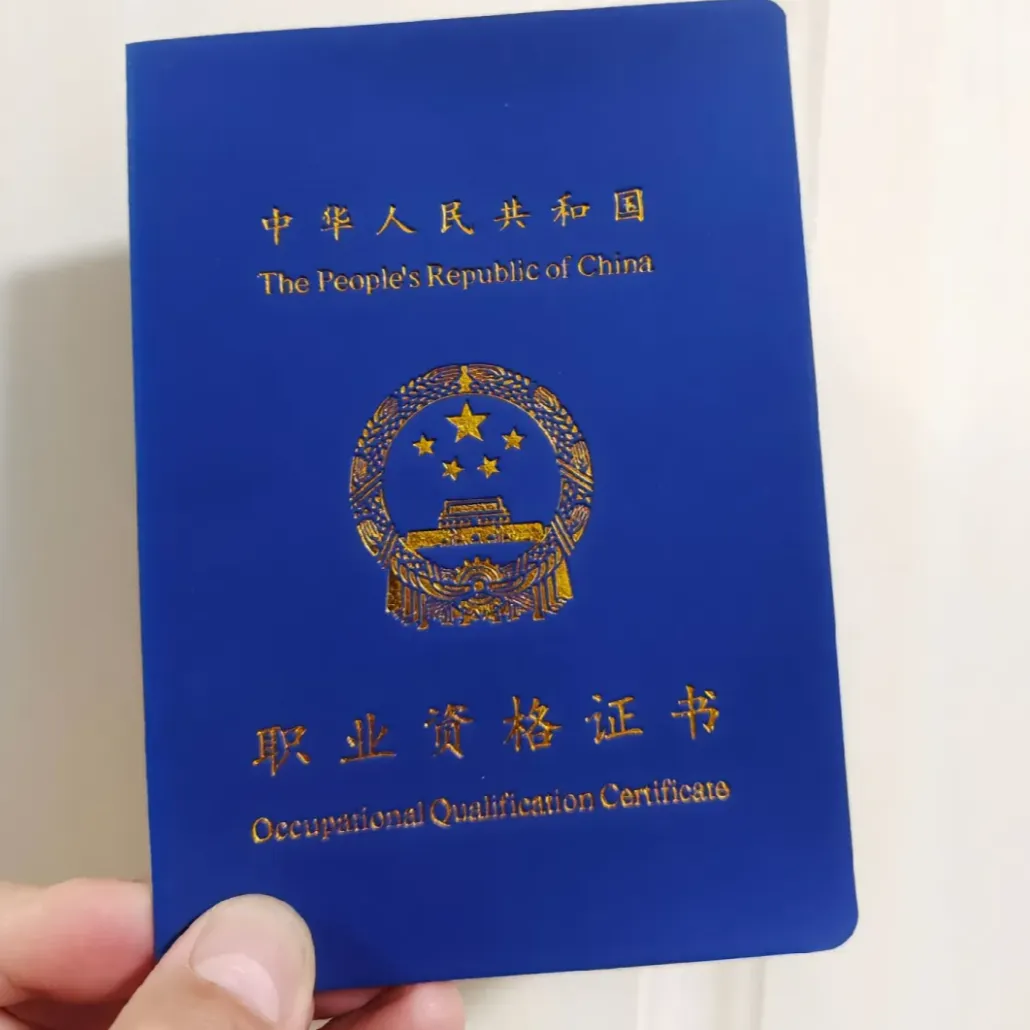 中华人民共和国
The People's Republic of China
职业资格证书
Occupational Qualification Certificate